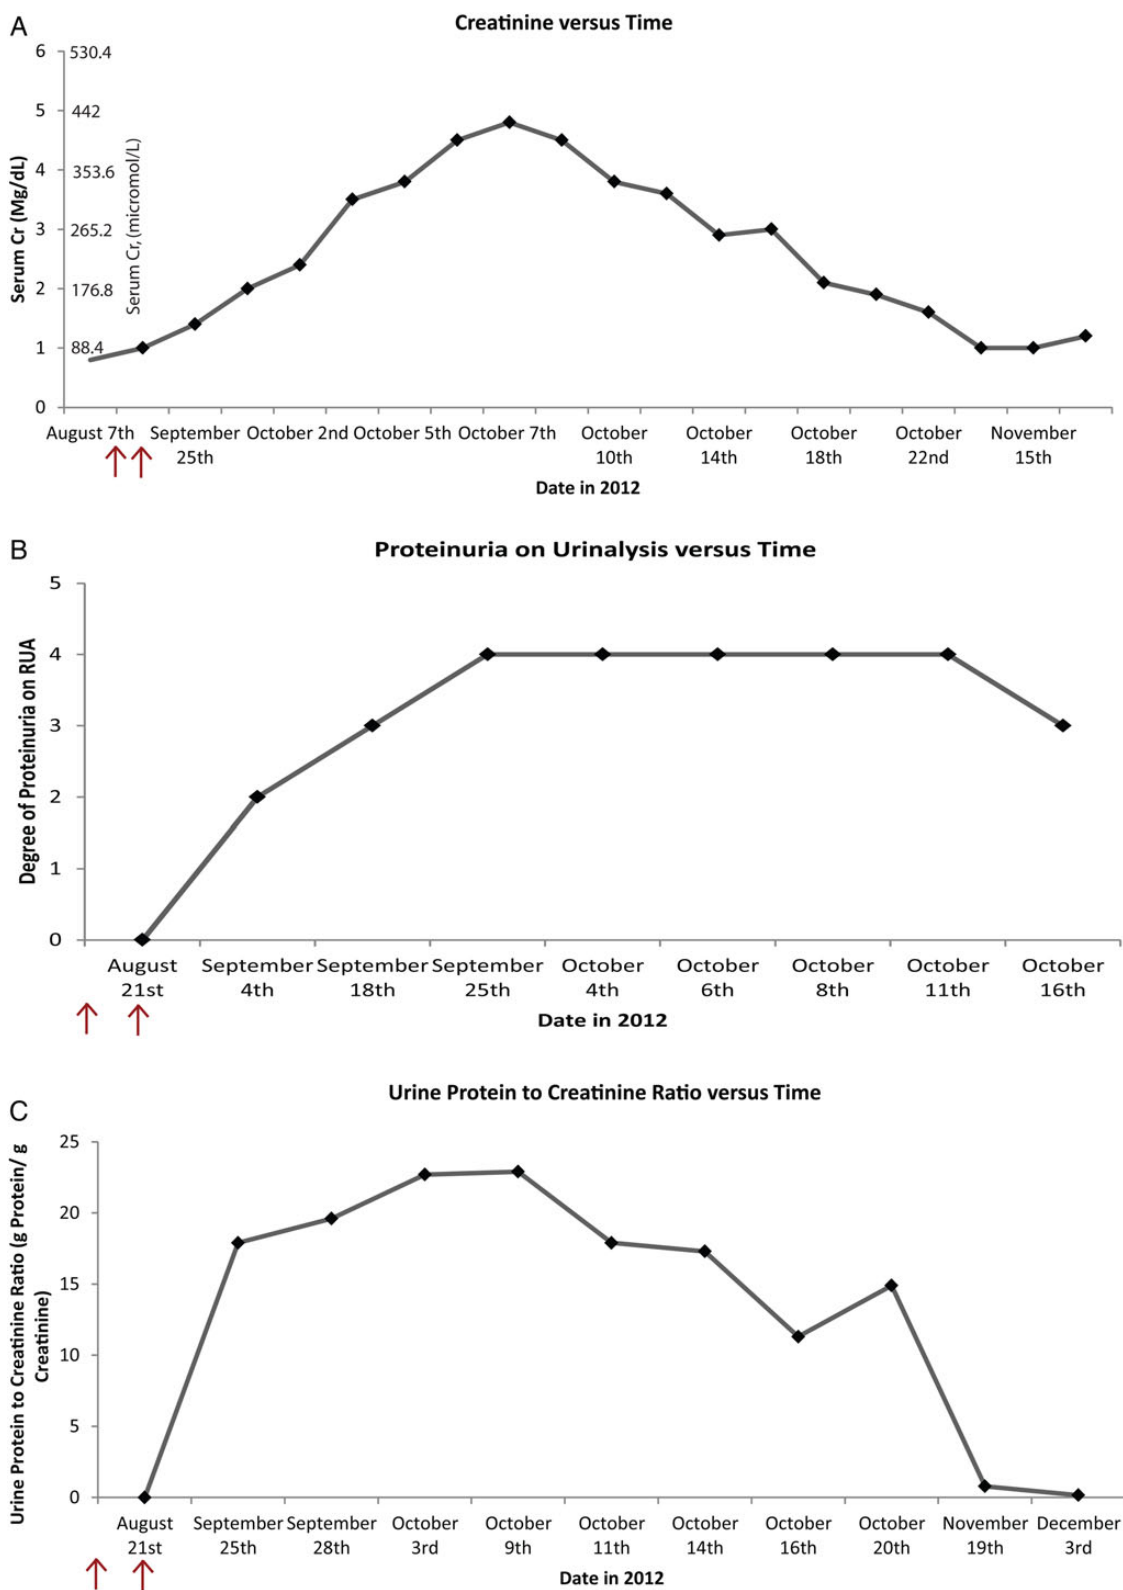 A
Creatinine versus Time
6
530.4
5
442
4
353.6
3
265.2
2
176.8
1
88.4
0
Serum Cr (Mg/dL)
Serum Cr, (micromol/L)
August 7th September October 2nd October 5th October 7th October October October October November
25th 10th 14th 18th 22nd 15th
Date in 2012
B
Proteinuria on Urinalysis versus Time
5
4
3
2
1
0
Degree of Proteinuria on RUA
August September September September October October October October October
21st 4th 18th 25th 4th 6th 8th 11th 16th
Date in 2012
C
Urine Protein to Creatinine Ratio versus Time
25
20
15
10
5
0
Urine Protein to Creatinine Ratio (g Protein/ g
Creatinine)
August September September October October October October October October November December
21st 25th 28th 3rd 9th 11th 14th 16th 20th 19th 3rd
Date in 2012